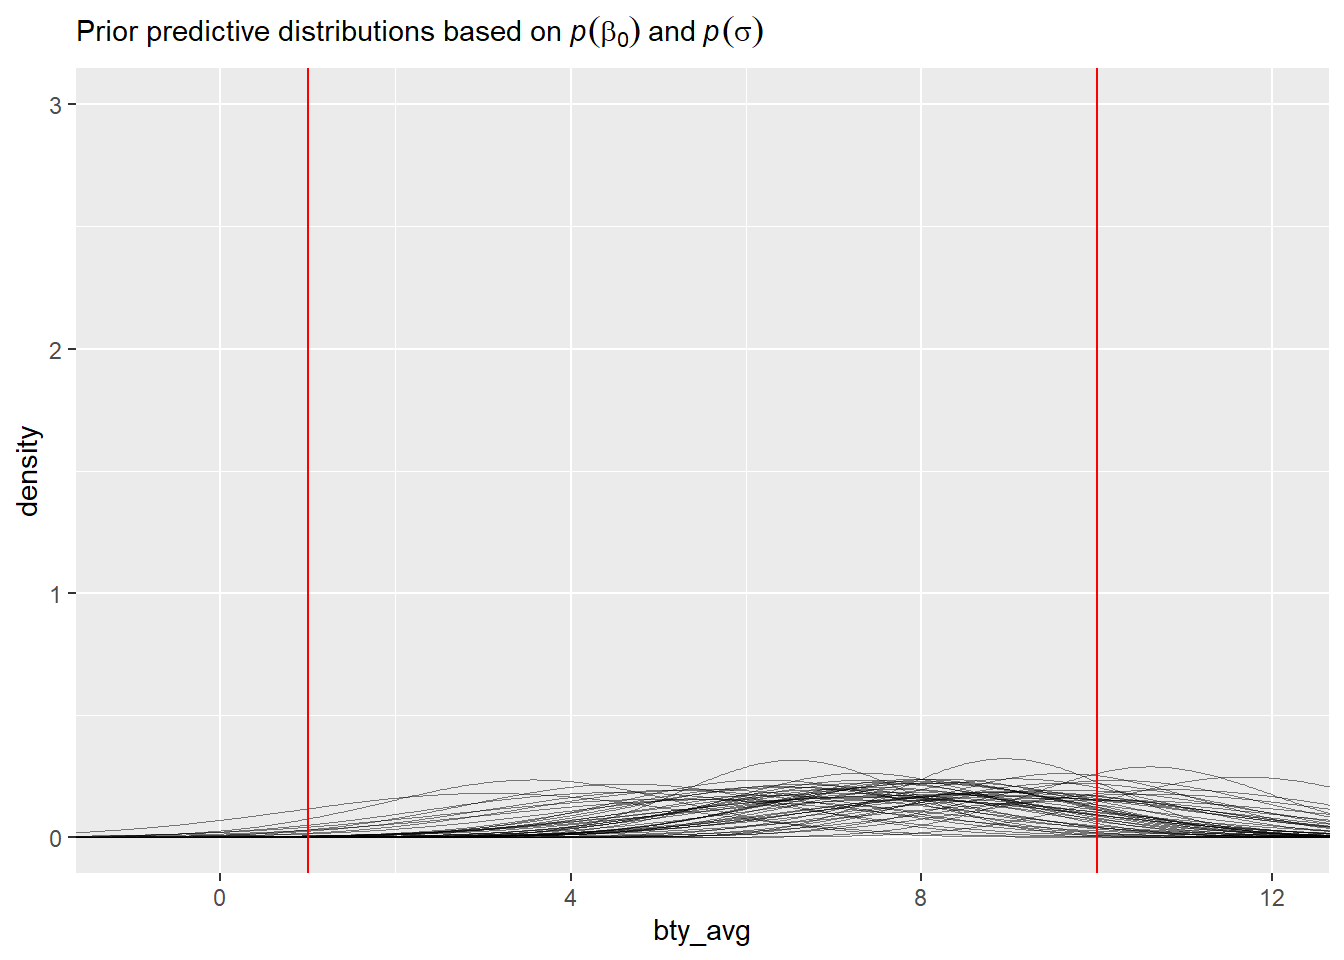 Prior predictive distributions based on p(β₀) and p(σ)
3
2
1
0
density
0 4 8 12
bty_avg